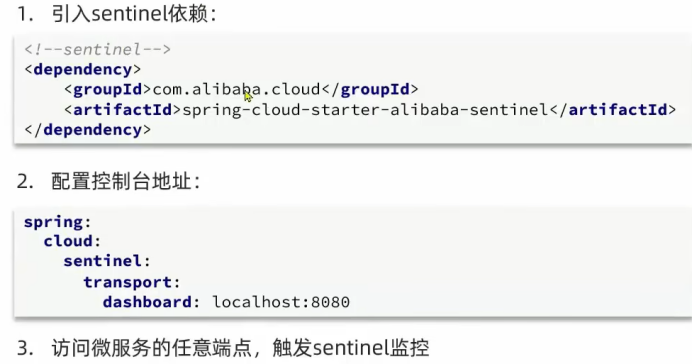 1. 引入sentinel依赖：
<!--sentinel-->
<dependency>
    <groupId>com.alibaba.cloud</groupId>
    <artifactId>spring-cloud-starter-alibaba-sentinel</artifactId>
</dependency>
2. 配置控制台地址：
spring:
  cloud:
    sentinel:
      transport:
        dashboard: localhost:8080
3. 访问微服务的任意端点，触发sentinel监控